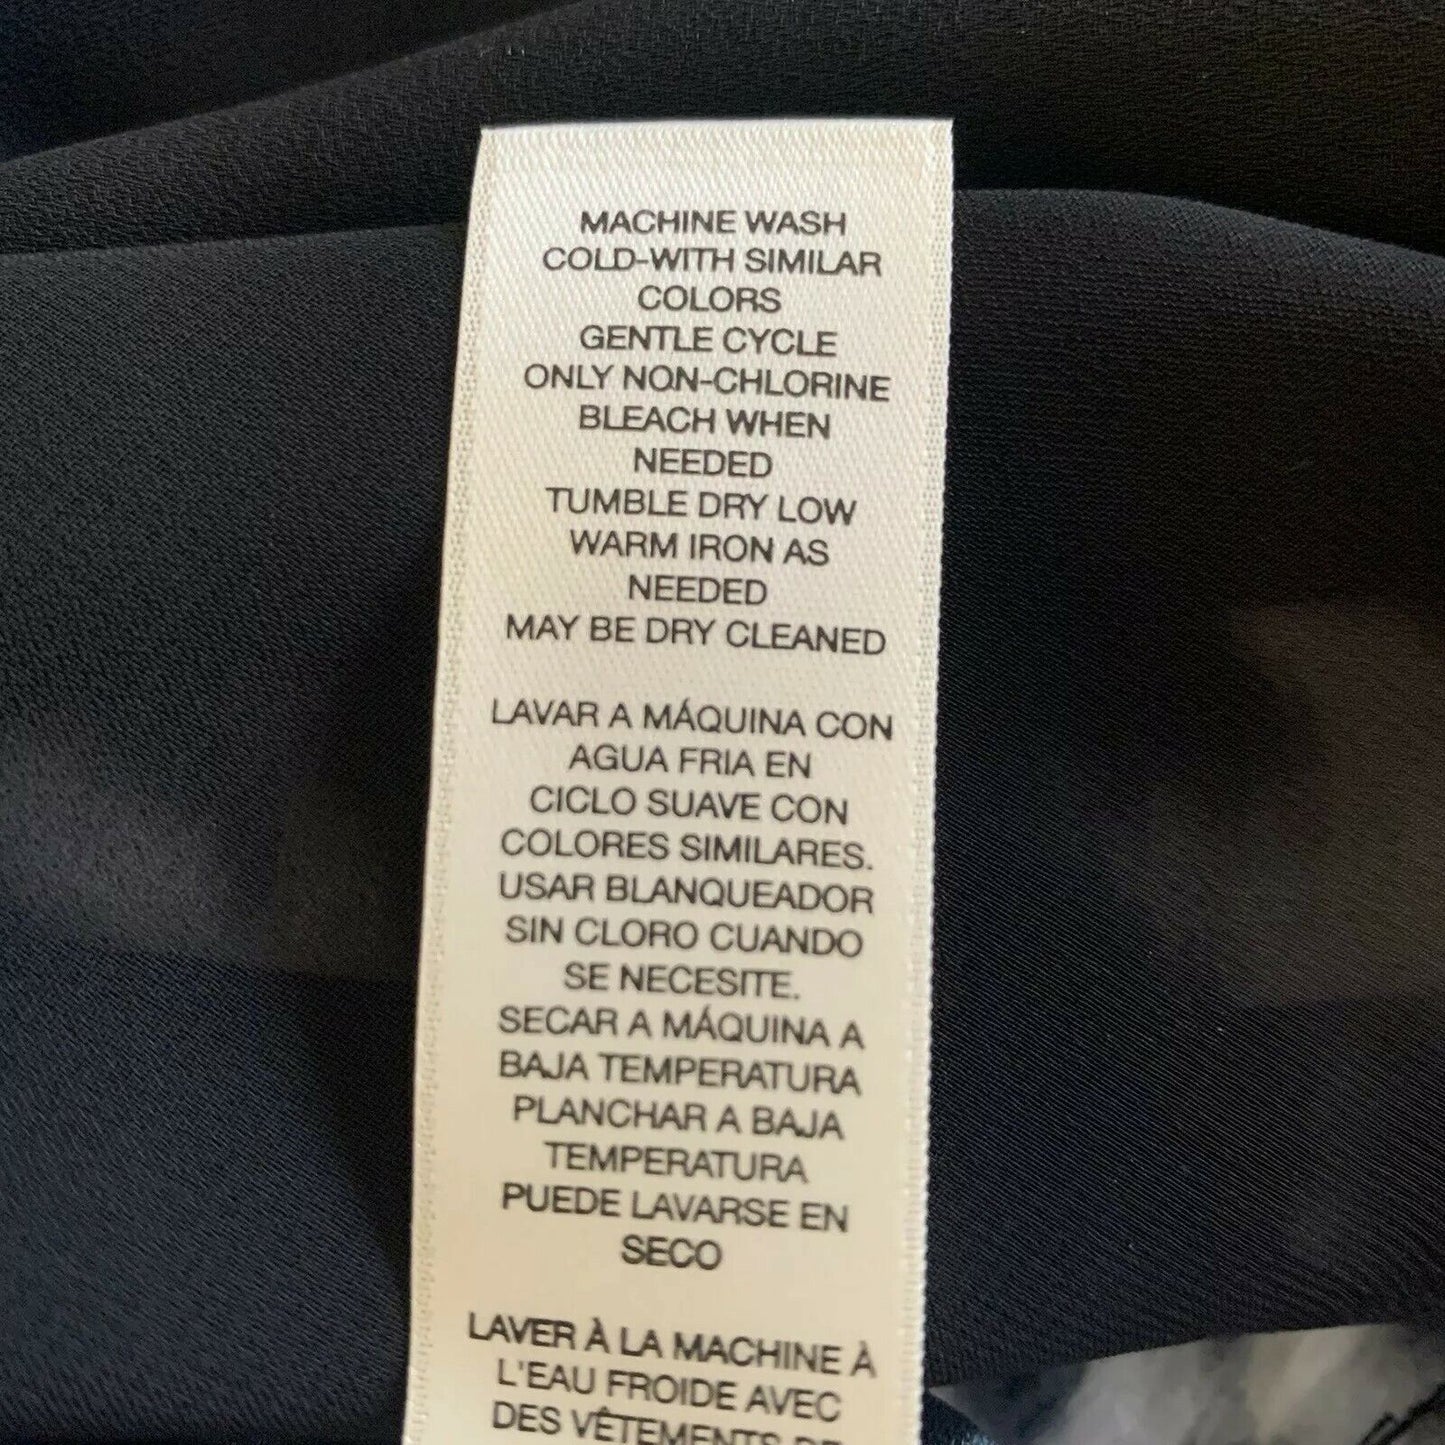 MACHINE WASH
COLD-WITH SIMILAR
COLORS
GENTLE CYCLE
ONLY NON-CHLORINE
BLEACH WHEN
NEEDED
TUMBLE DRY LOW
WARM IRON AS
NEEDED
MAY BE DRY CLEANED
LAVAR A MÁQUINA CON
AGUA FRIA EN
CICLO SUAVE CON
COLORES SIMILARES.
USAR BLANQUEADOR
SIN CLORO CUANDO
SE NECESITE.
SECAR A MÁQUINA A
BAJA TEMPERATURA
PLANCHAR A BAJA
TEMPERATURA
PUEDE LAVARSE EN
SECO
LAVER À LA MACHINE À
L'EAU FROIDE AVEC
DES VÊTEMENTS DE